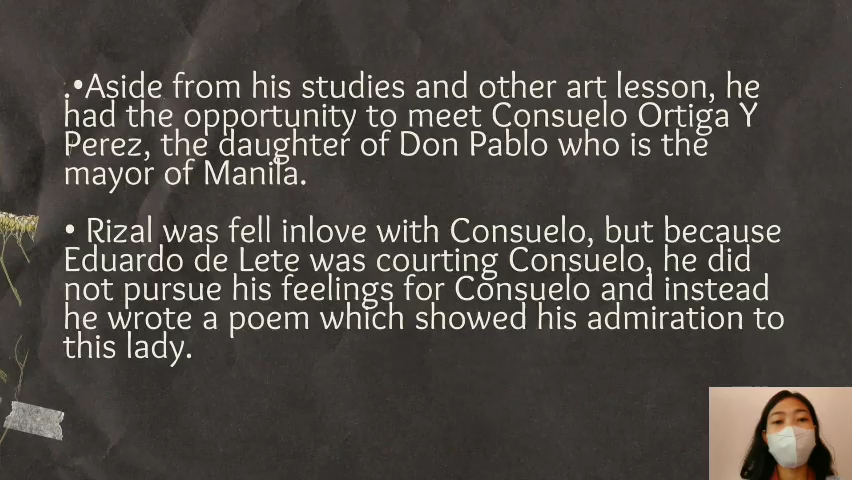 .•Aside from his studies and other art lesson, he
had the opportunity to meet Consuelo Ortiga Y
Perez, the daughter of Don Pablo who is the
mayor of Manila.
• Rizal was fell inlove with Consuelo, but because
Eduardo de Lete was courting Consuelo, he did
not pursue his feelings for Consuelo and instead
he wrote a poem which showed his admiration to
this lady.